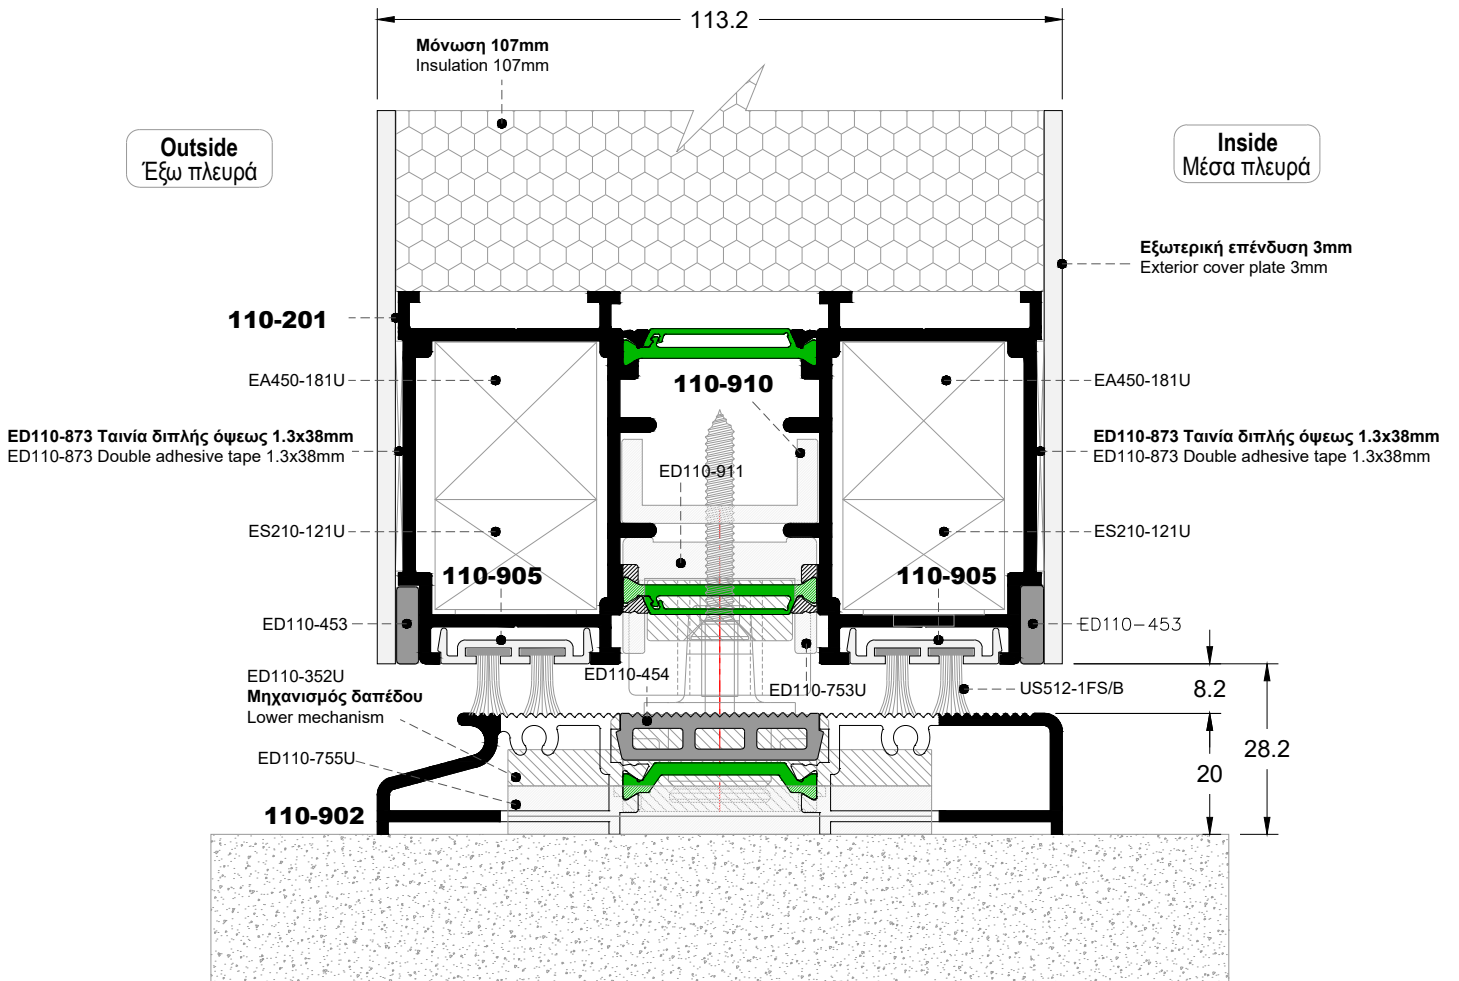 113.2
Μόνωση 107mm
Insulation 107mm
Outside
Έξω πλευρά
Inside
Μέσα πλευρά
Εξωτερική επένδυση 3mm
Exterior cover plate 3mm
110-201
EA450-181U
110-910
EA450-181U
ED110-873 Ταινία διπλής όψεως 1.3x38mm
ED110-873 Double adhesive tape 1.3x38mm
ED110-911
ED110-873 Ταινία διπλής όψεως 1.3x38mm
ED110-873 Double adhesive tape 1.3x38mm
ES210-121U
ES210-121U
110-905
110-905
ED110-453
ED110-453
ED110-352U
Μηχανισμός δαπέδου
Lower mechanism
ED110-454
ED110-753U
US512-1FS/B
8.2
28.2
20
ED110-755U
110-902